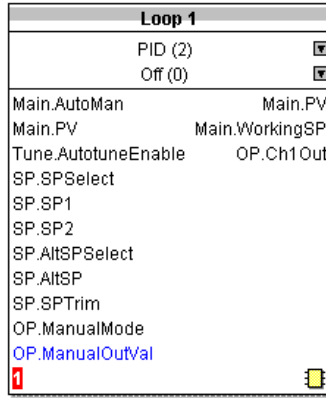 Loop 1
PID (2)
Off (0)
Main.AutoMan Main.PV
Main.PV Main.WorkingSP
Tune.AutotuneEnable OP.Ch1Out
SP.SPSelect
SP.SP1
SP.SP2
SP.AltSPSelect
SP.AltSP
SP.SPTrim
OP.ManualMode
OP.ManualOutVal
1